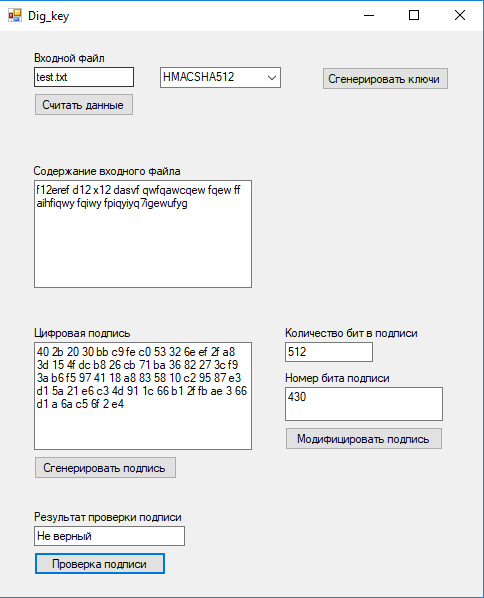 Dig_key
Входной файл
test.txt
HMACSHA512
Сгенерировать ключи
Считать данные
Содержание входного файла
f12eref d12 x12 dasvf qwfqawcqew fqew ff
aihfiqwy fqiwy fpiqyiyq7igewufyg
Цифровая подпись
40 2b 20 30 bb c9 fe c0 53 32 6e ef 2f a8
3d 15 4f dc b8 26 cb 71 ba 36 82 27 3c f9
3a b6 f5 97 41 18 a8 83 58 10 c2 95 87 e3
d1 5a 21 e6 c3 4d 91 1c 66 b1 2f fb ae 3 66
d1 a 6a c5 6f 2 e4
Количество бит в подписи
512
Номер бита подписи
430
Модифицировать подпись
Сгенерировать подпись
Результат проверки подписи
Не верный
Проверка подписи